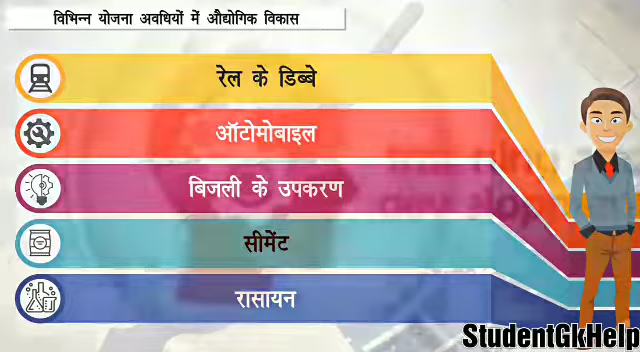 विभिन्न योजना अवधियों में औद्योगिक विकास
रेल के डिब्बे
ऑटोमोबाइल
बिजली के उपकरण
सीमेंट
रासायन
StudentGkHelp